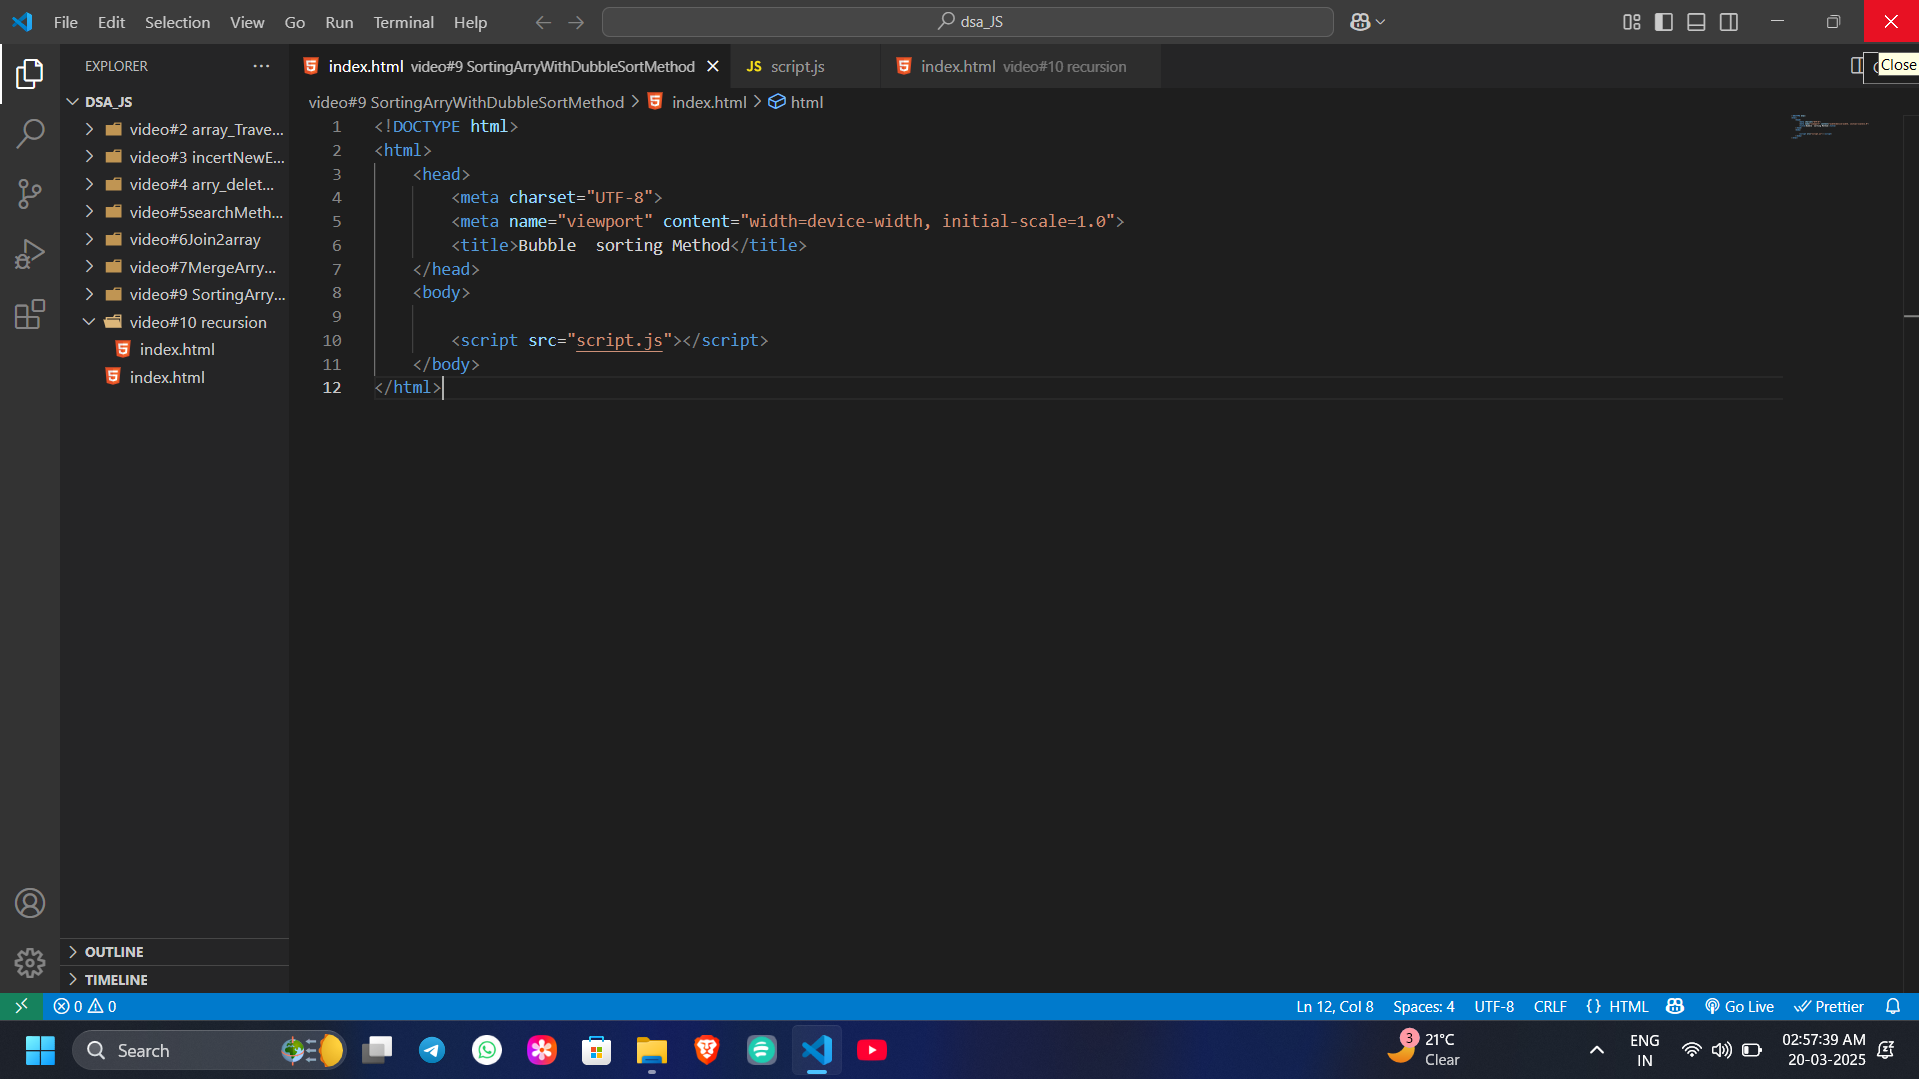 File Edit Selection View Go Run Terminal Help
dsa_JS
Close
EXPLORER
DSA_JS
video#2 array_Trave...
video#3 incertNewE...
video#4 arry_delet...
video#5searchMeth...
video#6Join2array
video#7MergeArry...
video#9 SortingArry...
video#10 recursion
index.html
index.html
OUTLINE
TIMELINE
index.html video#9 SortingArryWithDubbleSortMethod
JS script.js
index.html video#10 recursion
video#9 SortingArryWithDubbleSortMethod > index.html > html
1 <!DOCTYPE html>
2 <html>
3 <head>
4 <meta charset="UTF-8">
5 <meta name="viewport" content="width=device-width, initial-scale=1.0">
6 <title>Bubble  sorting Method</title>
7 </head>
8 <body>
9
10 <script src="script.js"></script>
11 </body>
12 </html>
0 0
Ln 12, Col 8 Spaces: 4 UTF-8 CRLF {} HTML Go Live Prettier
Search
3
21°C
Clear
ENG
IN
02:57:39 AM
20-03-2025